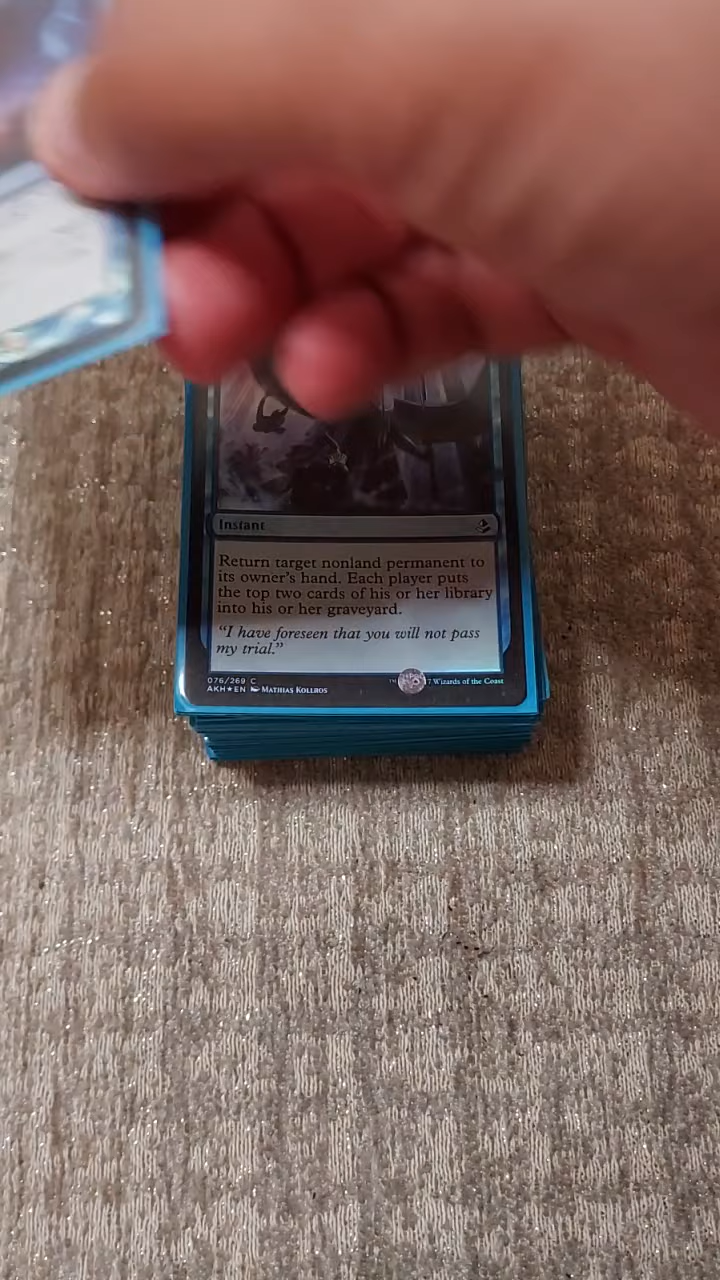 Instant
Return target nonland permanent to
its owner's hand. Each player puts
the top two cards of his or her library
into his or her graveyard.
"I have foreseen that you will not pass
my trial."
076/269 C
AKH★EN Mathias Kollros
7 Wizards of the Coast